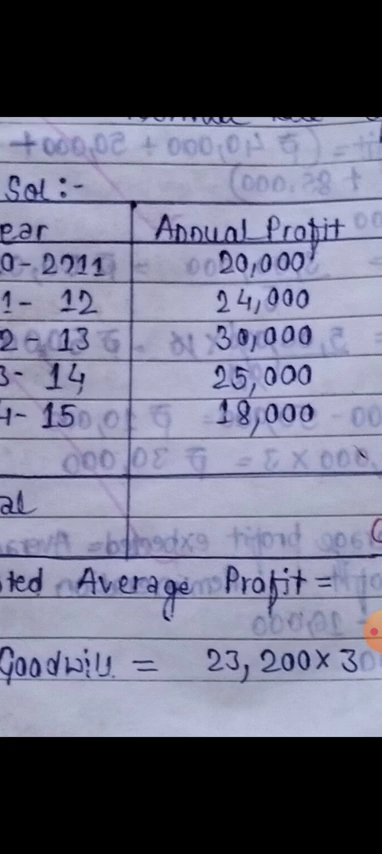 Sol:-
ear Annual Profit
0-2011 20,000
1- 12 24,000
2-13 30,000
3- 14 25,000
4-15 18,000
al
ted Average Profit =
Goodwill = 23,200×3